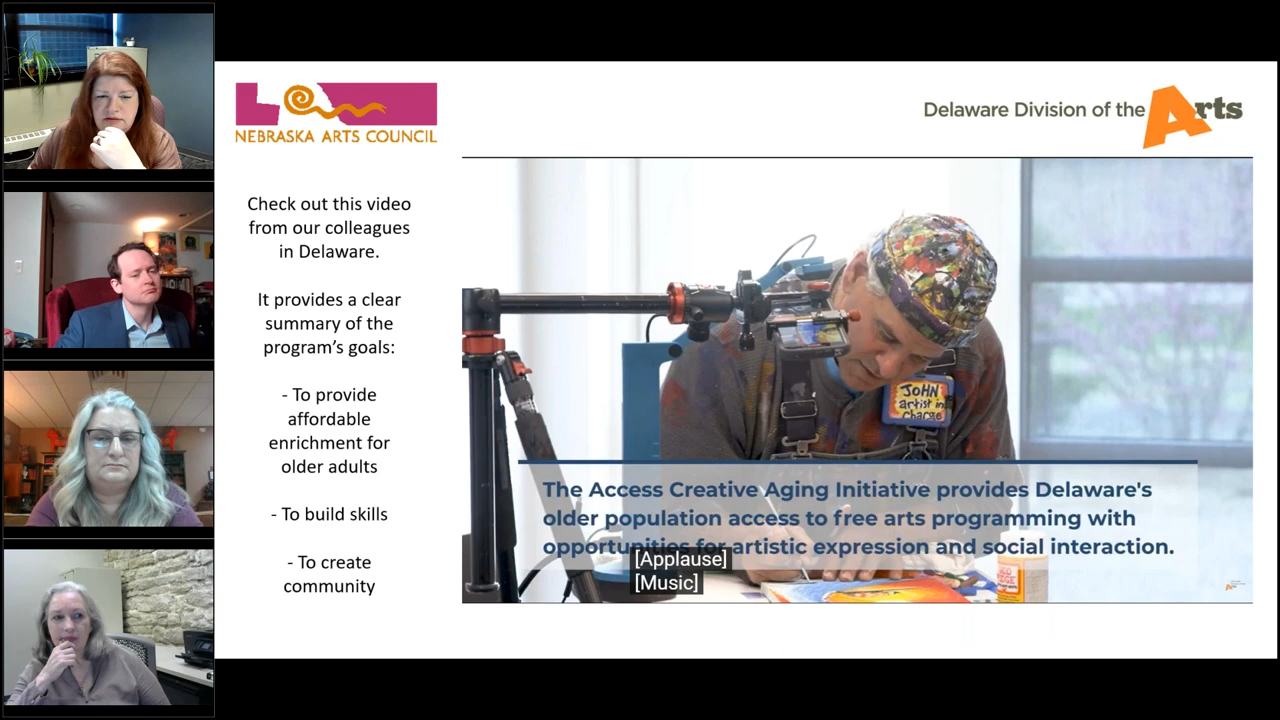 NEBRASKA ARTS COUNCIL
Delaware Division of the Arts
Check out this video
from our colleagues
in Delaware.
It provides a clear
summary of the
program's goals:
- To provide
affordable
enrichment for
older adults
- To build skills
- To create
community
JOHN
artist in
charge
The Access Creative Aging Initiative provides Delaware's
older population access to free arts programming with
opportunities for artistic expression and social interaction.
[Applause]
[Music]